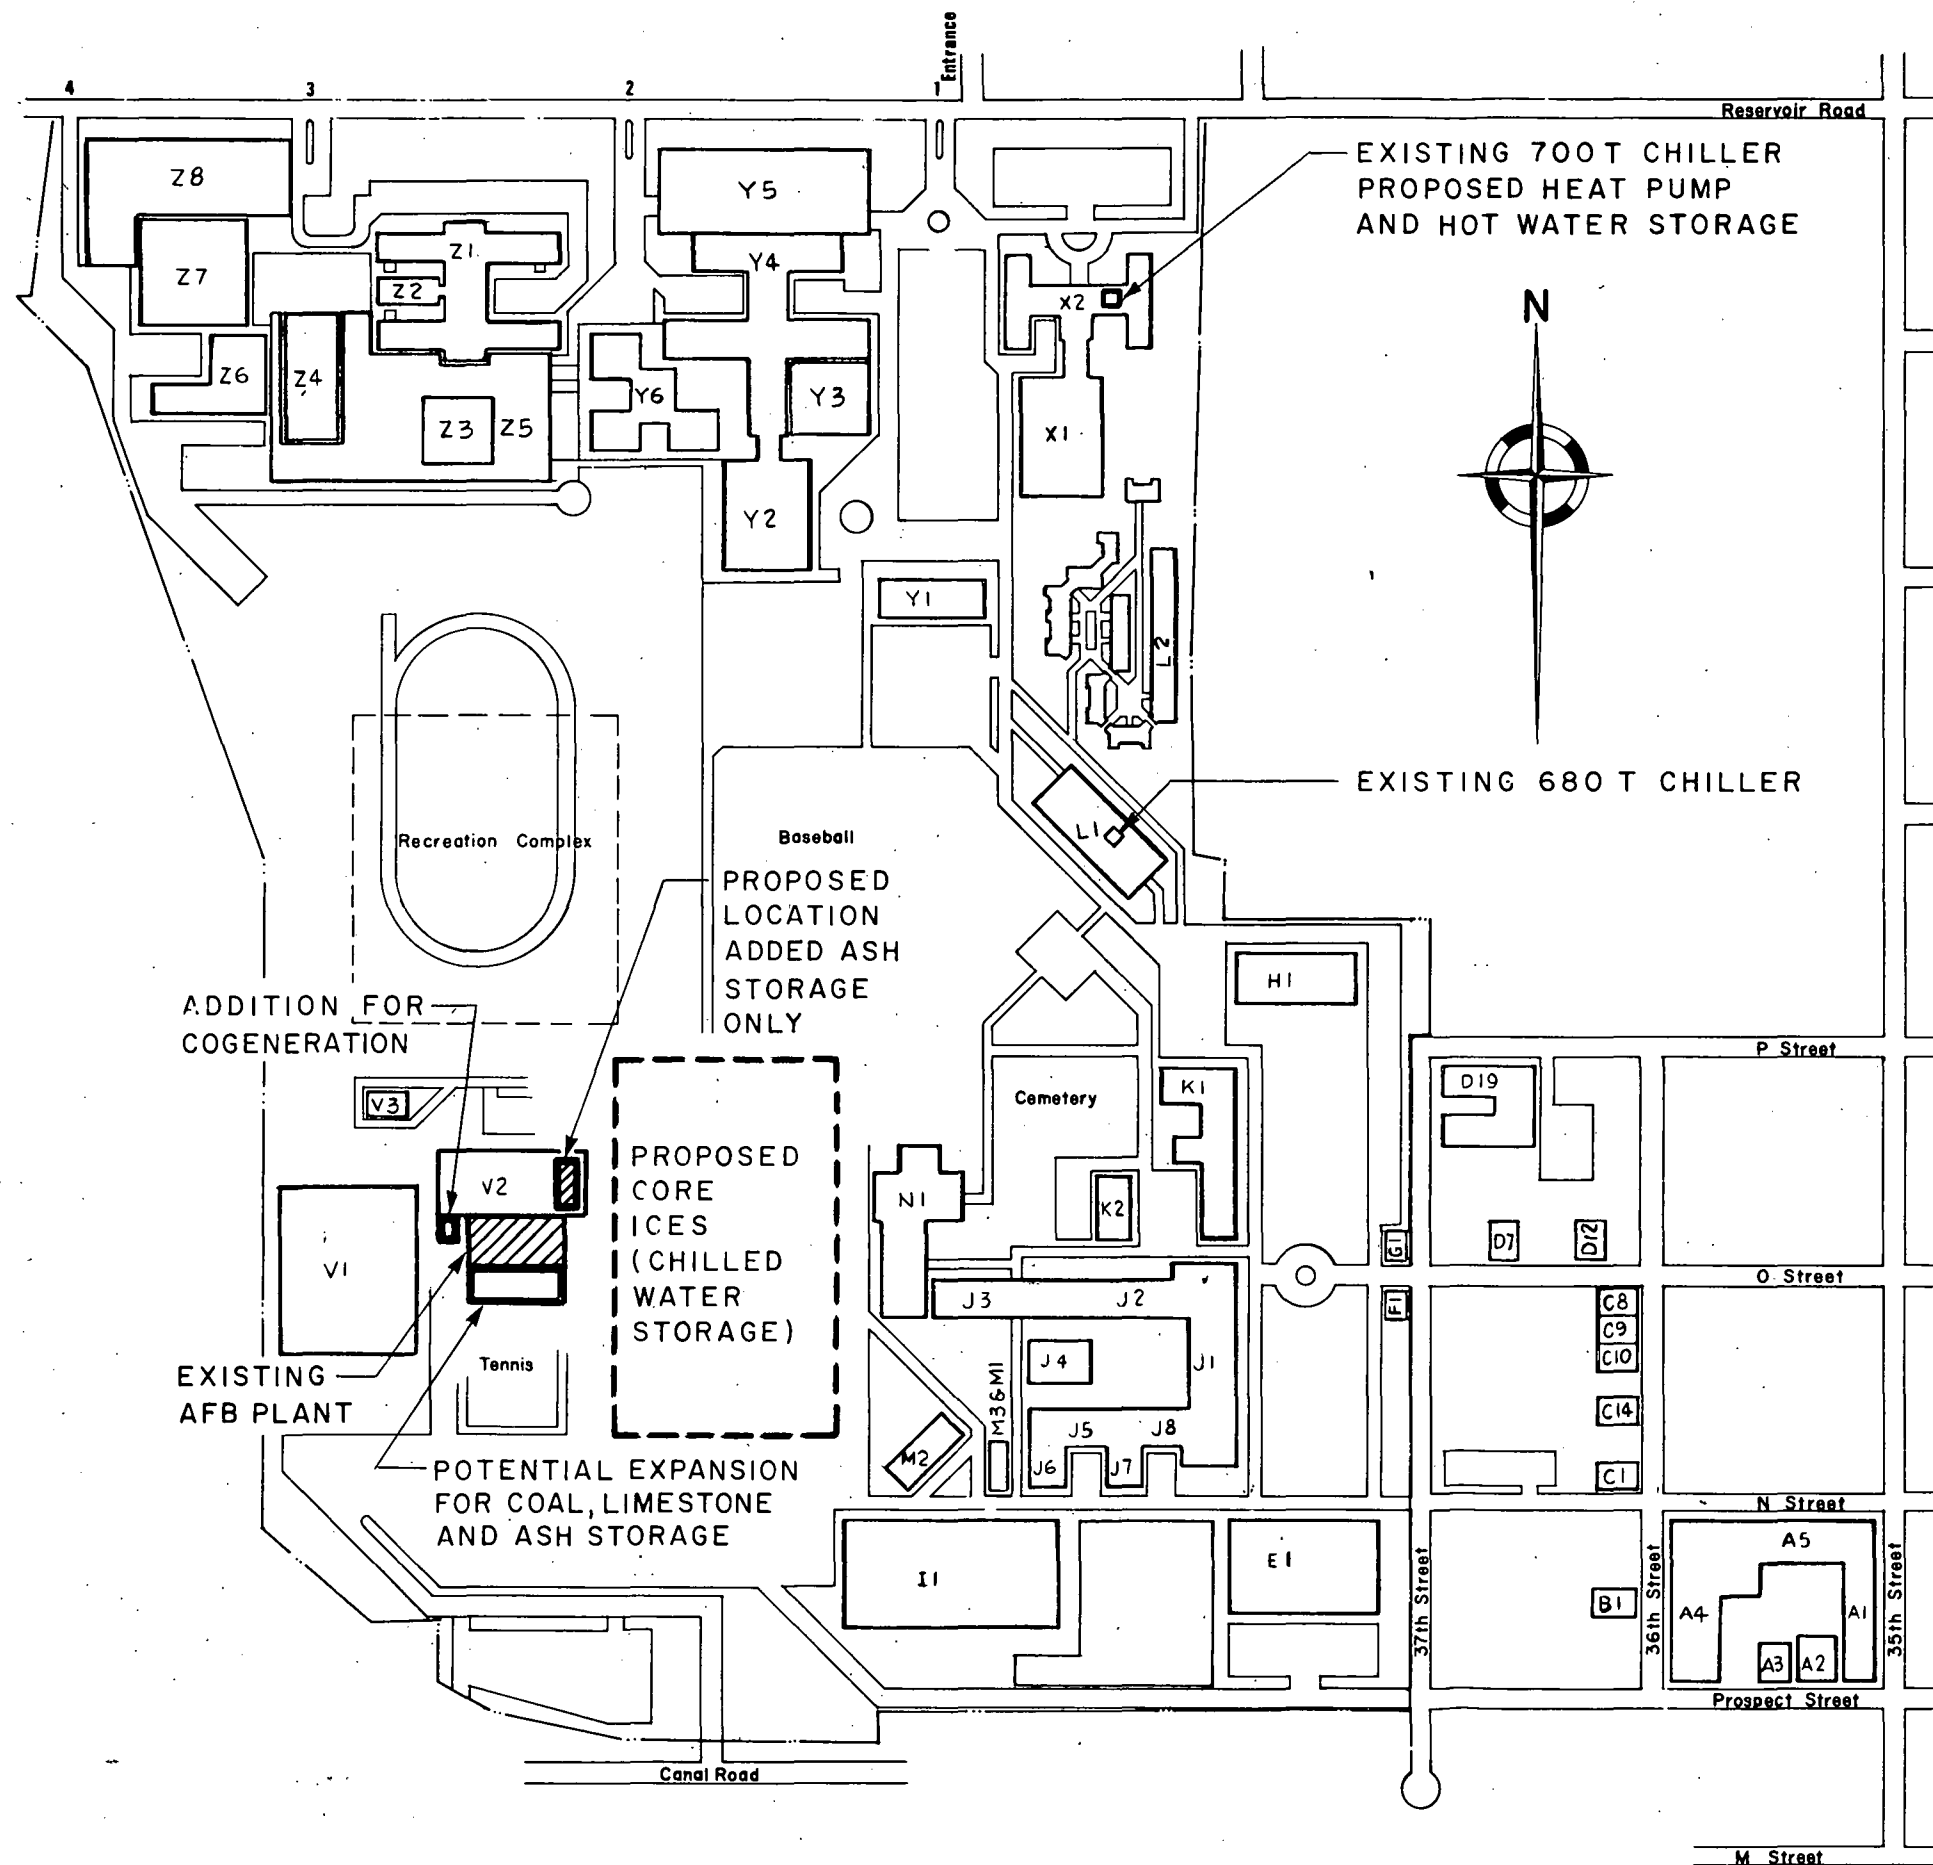 Entrance
4
3
2
1
Reservoir Road
EXISTING 700T CHILLER
PROPOSED HEAT PUMP
AND HOT WATER STORAGE
Z8
Y5
Z1
Y4
Z7
Z2
X2
N
Z6
Z4
Y6
Y3
Z3
Z5
X1
Y2
Y1
L2
EXISTING 680T CHILLER
L1
Recreation Complex
Baseball
PROPOSED
LOCATION
ADDED ASH
STORAGE
ONLY
H1
ADDITION FOR
COGENERATION
P Street
V3
Cemetery
K1
D19
PROPOSED
CORE
ICES
(CHILLED
WATER
STORAGE)
V2
N1
K2
G1
D7
D12
V1
O Street
J3
J2
F1
C8
C9
C10
EXISTING
AFB PLANT
Tennis
J4
J1
M3&M1
C14
J5
J8
M2
J6
J7
C1
POTENTIAL EXPANSION
FOR COAL, LIMESTONE
AND ASH STORAGE
N Street
A5
I1
E1
37th Street
B1
36th Street
A4
A1
35th Street
A3
A2
Prospect Street
Canal Road
M Street